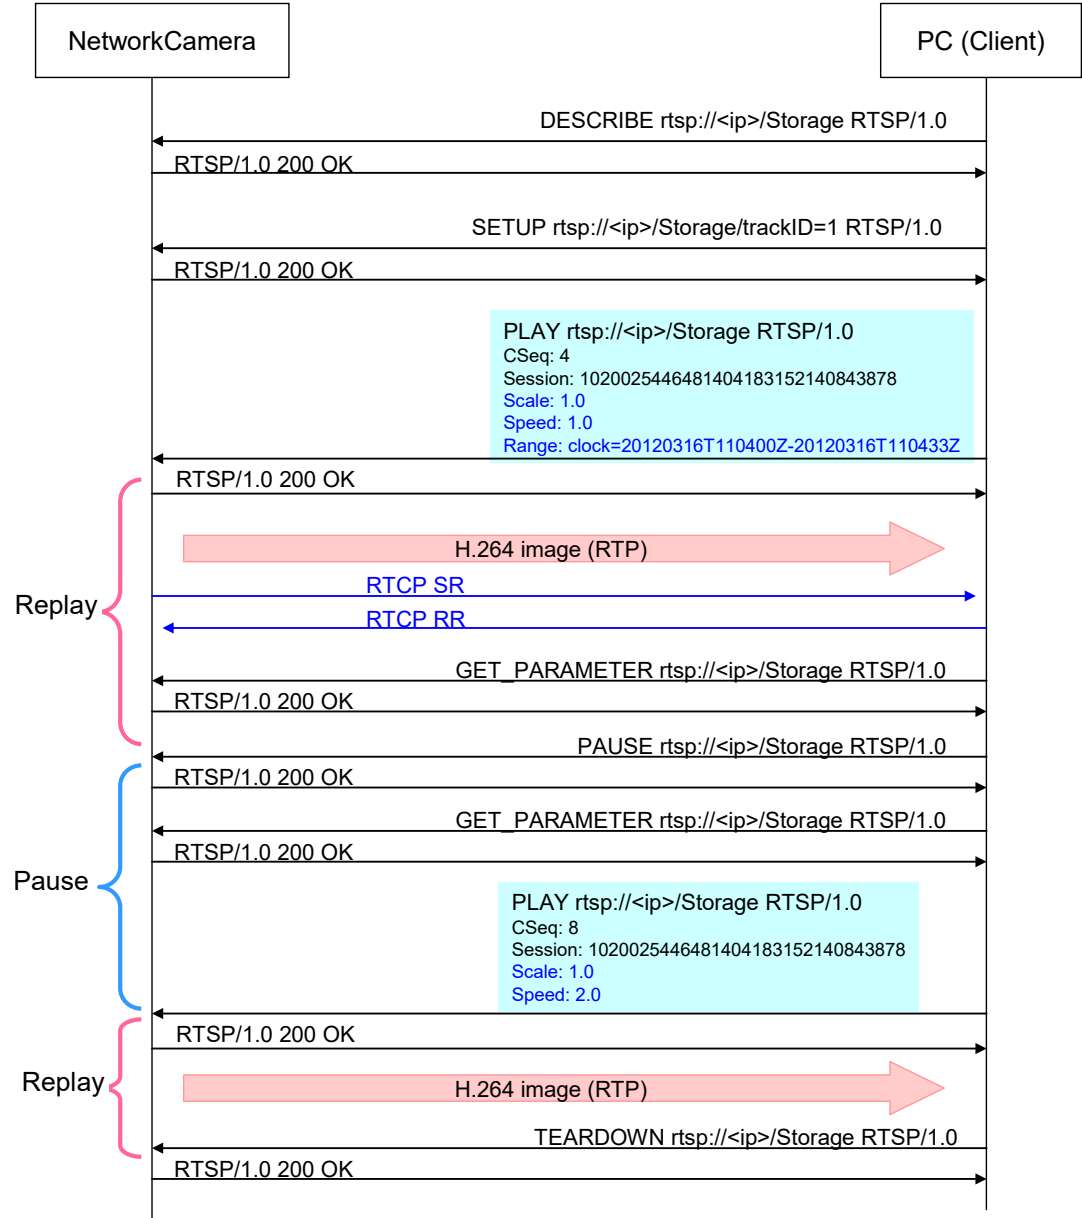 NetworkCamera
PC (Client)
DESCRIBE rtsp://<ip>/Storage RTSP/1.0
RTSP/1.0 200 OK
SETUP rtsp://<ip>/Storage/trackID=1 RTSP/1.0
RTSP/1.0 200 OK
PLAY rtsp://<ip>/Storage RTSP/1.0
CSeq: 4
Session: 10200254464814041831521408438​78
Scale: 1.0
Speed: 1.0
Range: clock=20120316T110400Z-20120316T110433Z
RTSP/1.0 200 OK
H.264 image (RTP)
RTCP SR
Replay
RTCP RR
GET_PARAMETER rtsp://<ip>/Storage RTSP/1.0
RTSP/1.0 200 OK
PAUSE rtsp://<ip>/Storage RTSP/1.0
RTSP/1.0 200 OK
GET_PARAMETER rtsp://<ip>/Storage RTSP/1.0
RTSP/1.0 200 OK
Pause
PLAY rtsp://<ip>/Storage RTSP/1.0
CSeq: 8
Session: 1020025446481404183152140843878
Scale: 1.0
Speed: 2.0
RTSP/1.0 200 OK
Replay
H.264 image (RTP)
TEARDOWN rtsp://<ip>/Storage RTSP/1.0
RTSP/1.0 200 OK